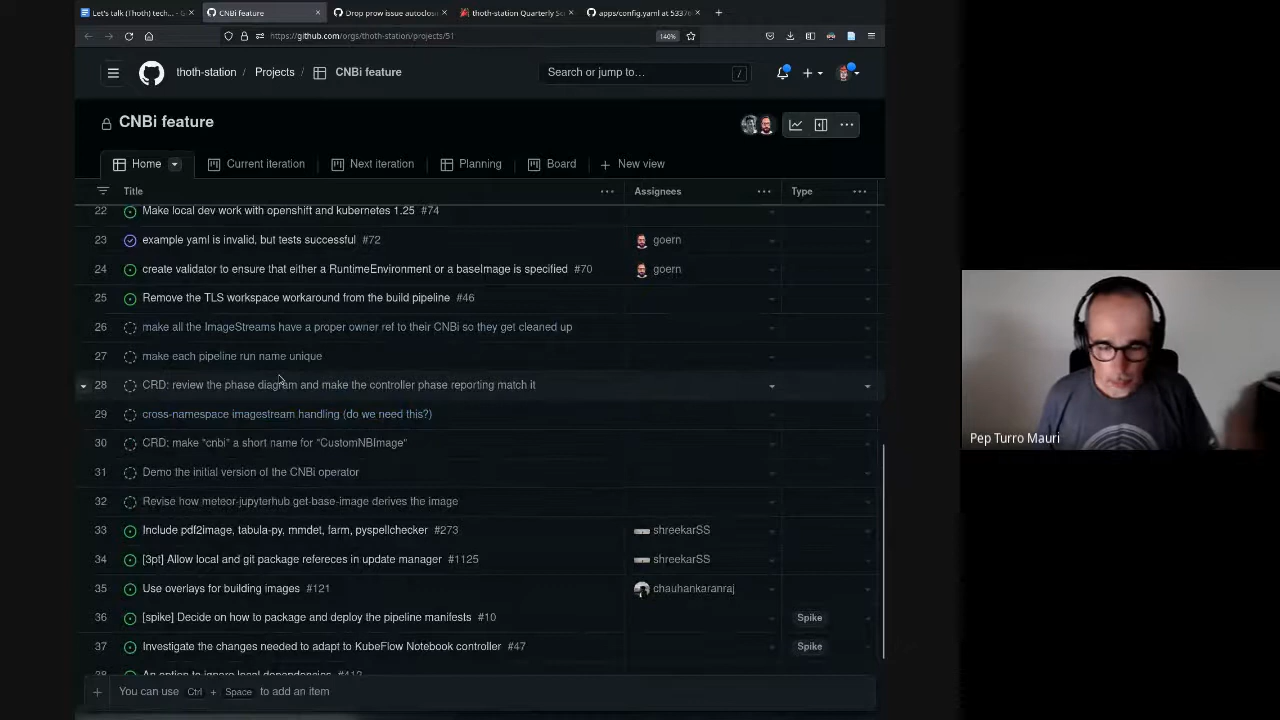 Let's talk (Thoth) tech... - G
CNBi feature
Drop prow issue autoclos
thoth-station Quarterly Sc
apps/config.yaml at 5337
https://github.com/orgs/thoth-station/projects/51
140%
thoth-station / Projects / CNBi feature
Search or jump to...
/
CNBi feature
Home
Current iteration
Next iteration
Planning
Board
New view
Title
Assignees
Type
22 Make local dev work with openshift and kubernetes 1.25 #74
23 example yaml is invalid, but tests successful #72 goern
24 create validator to ensure that either a RuntimeEnvironment or a baseImage is specified #70 goern
25 Remove the TLS workspace workaround from the build pipeline #46
26 make all the ImageStreams have a proper owner ref to their CNBi so they get cleaned up
27 make each pipeline run name unique
28 CRD: review the phase diagram and make the controller phase reporting match it
29 cross-namespace imagestream handling (do we need this?)
30 CRD: make "cnbi" a short name for "CustomNBImage"
31 Demo the initial version of the CNBi operator
32 Revise how meteor-jupyterhub get-base-image derives the image
33 Include pdf2image, tabula-py, mmdet, farm, pyspellchecker #273 shreekarSS
34 [3pt] Allow local and git package refereces in update manager #1125 shreekarSS
35 Use overlays for building images #121 chauhankaranraj
36 [spike] Decide on how to package and deploy the pipeline manifests #10 Spike
37 Investigate the changes needed to adapt to KubeFlow Notebook controller #47 Spike
38 An option to ignore local dependencies #412
You can use Ctrl + Space to add an item
Pep Turro Mauri